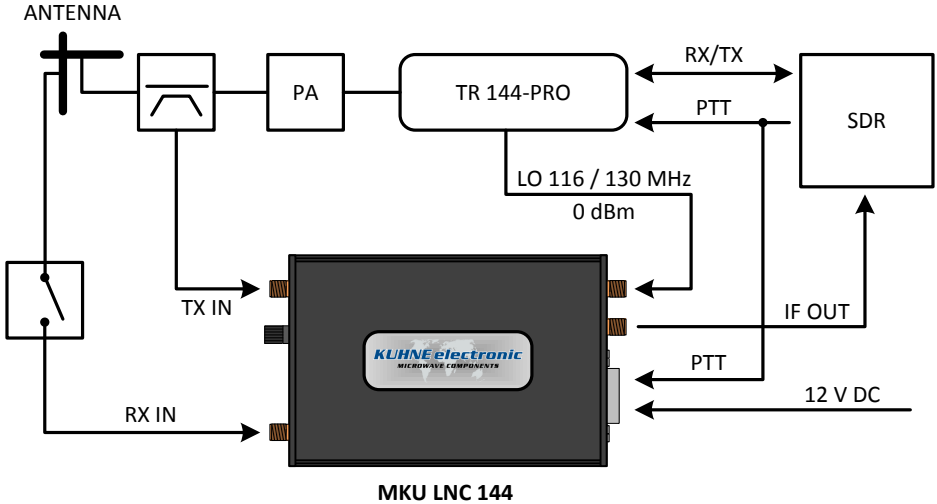 ANTENNA
PA
TR 144-PRO
RX/TX
PTT
SDR
LO 116 / 130 MHz
0 dBm
TX IN
IF OUT
KUHNE electronic
MICROWAVE COMPONENTS
PTT
12 V DC
RX IN
MKU LNC 144